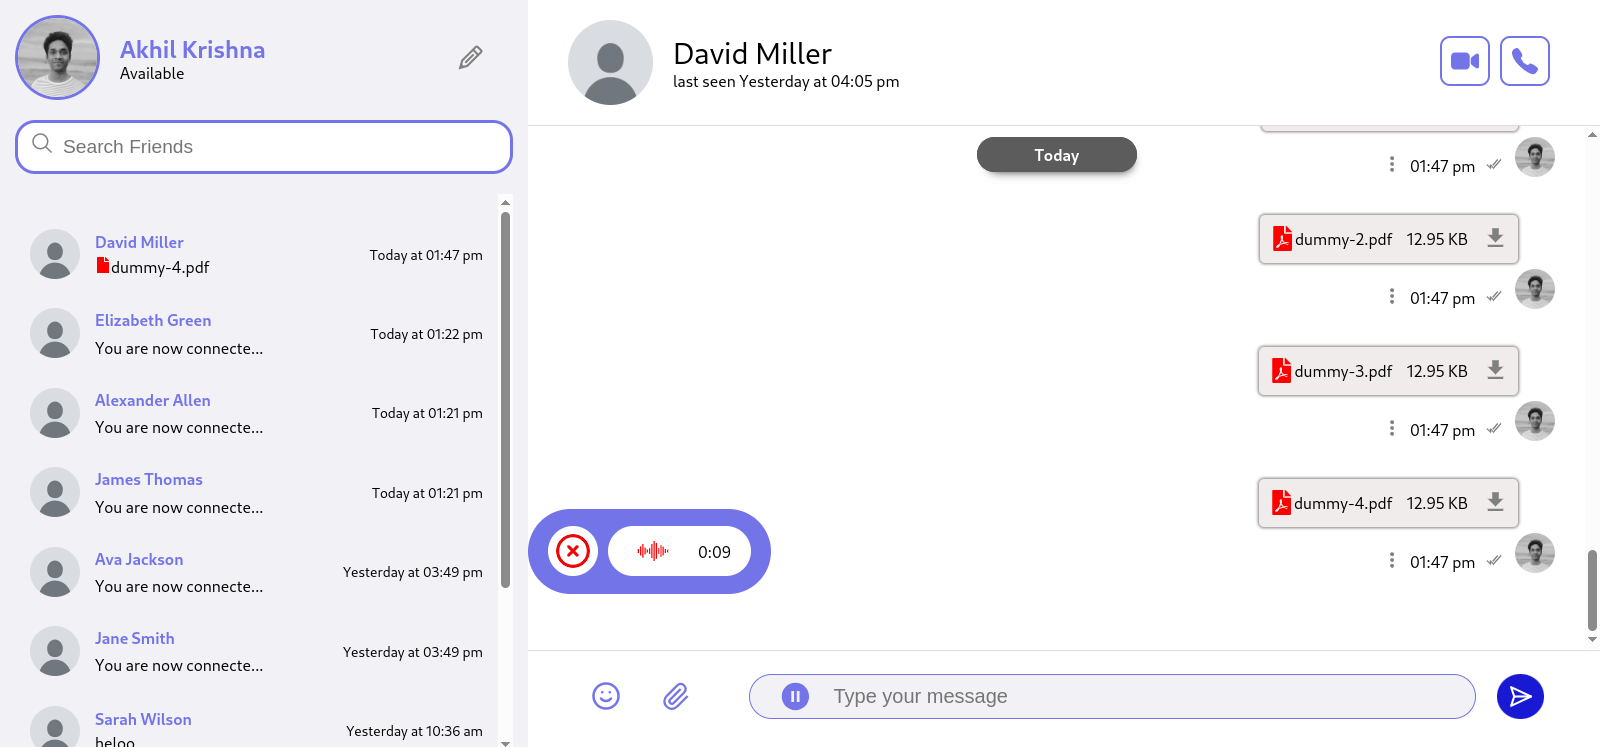 Akhil Krishna
Available
Search Friends
David Miller
dummy-4.pdf
Today at 01:47 pm
Elizabeth Green
You are now connecte...
Today at 01:22 pm
Alexander Allen
You are now connecte...
Today at 01:21 pm
James Thomas
You are now connecte...
Today at 01:21 pm
Ava Jackson
You are now connecte...
Yesterday at 03:49 pm
Jane Smith
You are now connecte...
Yesterday at 03:49 pm
Sarah Wilson
heloo
Yesterday at 10:36 am
David Miller
last seen Yesterday at 04:05 pm
Today
01:47 pm
dummy-2.pdf 12.95 KB
01:47 pm
dummy-3.pdf 12.95 KB
01:47 pm
dummy-4.pdf 12.95 KB
01:47 pm
0:09
Type your message